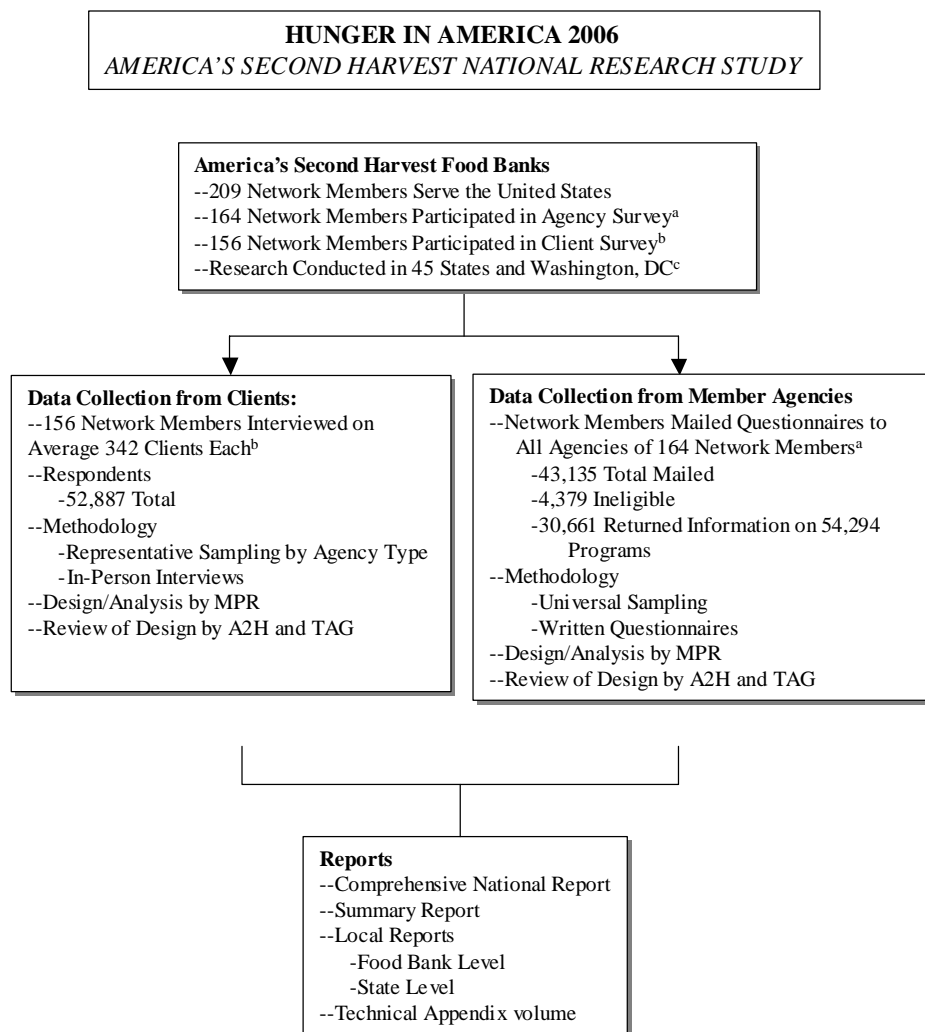 HUNGER IN AMERICA 2006
AMERICA'S SECOND HARVEST NATIONAL RESEARCH STUDY
America's Second Harvest Food Banks
--209 Network Members Serve the United States
--164 Network Members Participated in Agency Surveyᵃ
--156 Network Members Participated in Client Surveyᵇ
--Research Conducted in 45 States and Washington, DCᶜ
Data Collection from Clients:
--156 Network Members Interviewed on
Average 342 Clients Eachᵇ
--Respondents
-52,887 Total
--Methodology
-Representative Sampling by Agency Type
-In-Person Interviews
--Design/Analysis by MPR
--Review of Design by A2H and TAG
Data Collection from Member Agencies
--Network Members Mailed Questionnaires to
All Agencies of 164 Network Membersᵃ
-43,135 Total Mailed
-4,379 Ineligible
-30,661 Returned Information on 54,294
Programs
--Methodology
-Universal Sampling
-Written Questionnaires
--Design/Analysis by MPR
--Review of Design by A2H and TAG
Reports
--Comprehensive National Report
--Summary Report
--Local Reports
-Food Bank Level
-State Level
--Technical Appendix volume